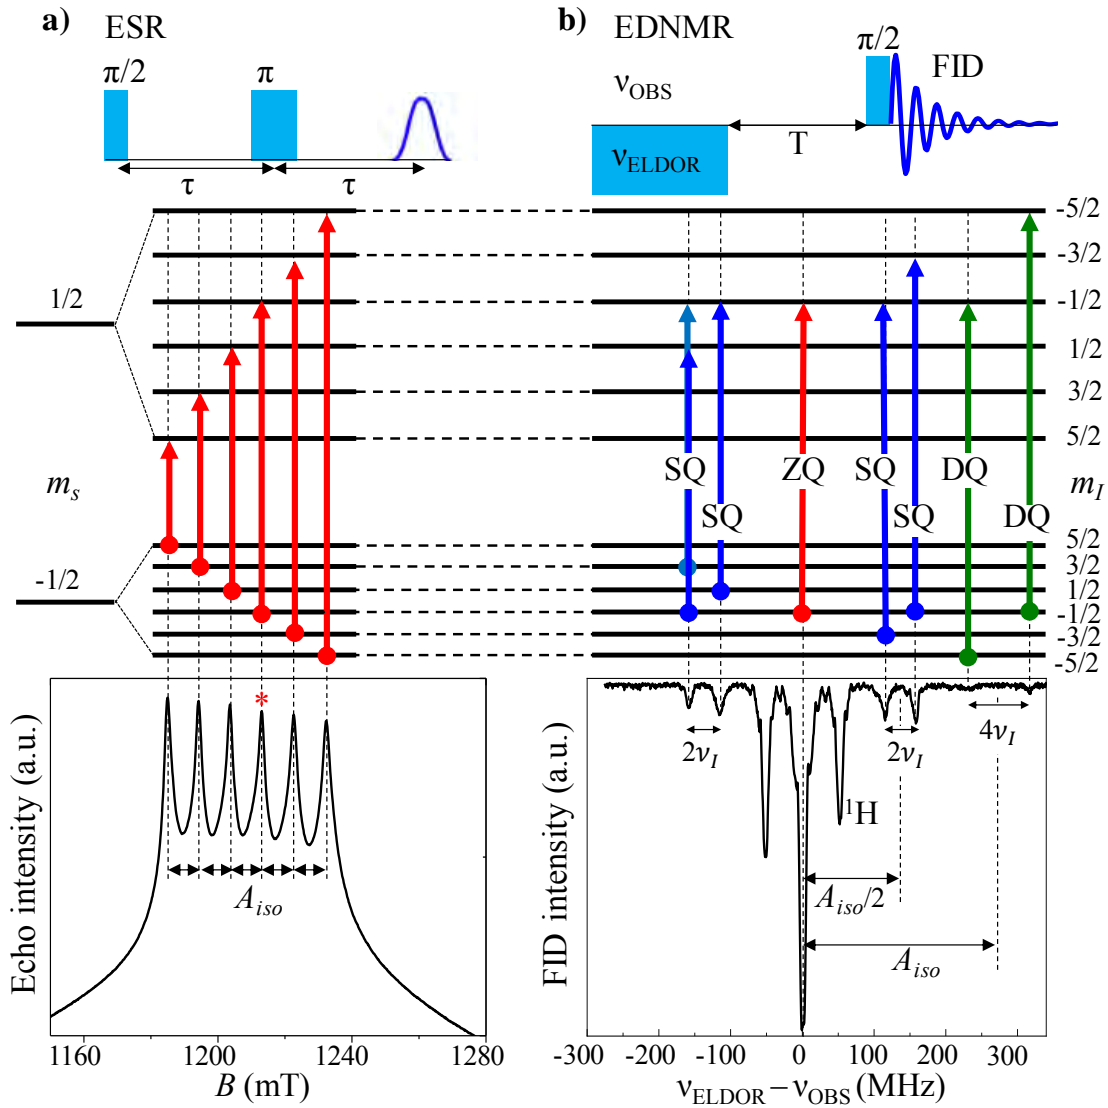 a) ESR
π/2
π
τ
τ
b) EDNMR
π/2
FID
ν_OBS
ν_ELDOR
T
1/2
-1/2
m_s
-5/2
-3/2
-1/2
1/2
3/2
5/2
m_I
5/2
3/2
1/2
-1/2
-3/2
-5/2
SQ
SQ
ZQ
SQ
SQ
DQ
DQ
*
A_iso
Echo intensity (a.u.)
1160
1200
1240
1280
B (mT)
2ν_I
2ν_I
4ν_I
¹H
A_iso/2
A_iso
FID intensity (a.u.)
-300
-200
-100
0
100
200
300
ν_ELDOR – ν_OBS (MHz)